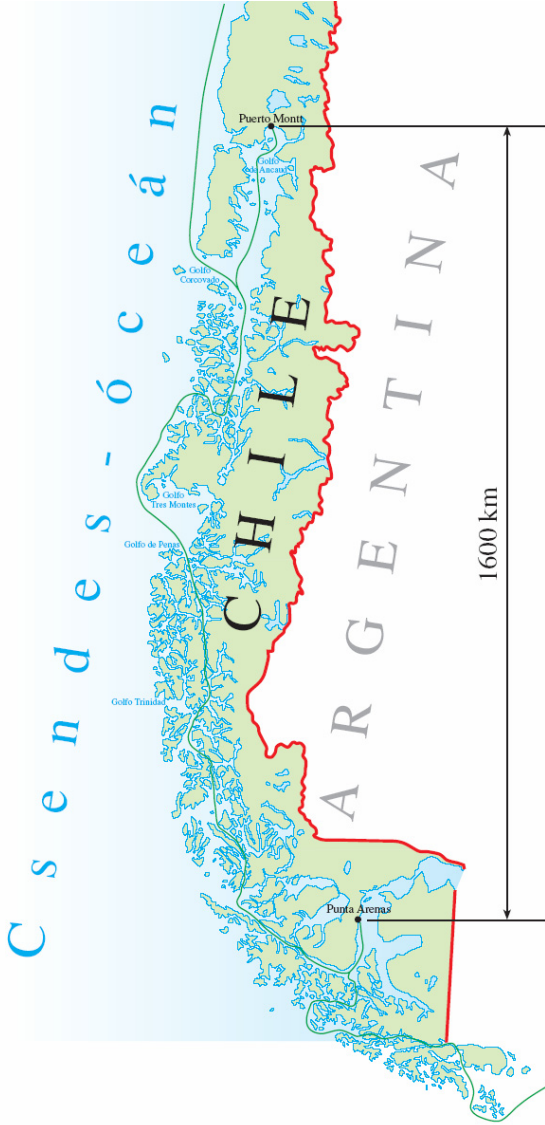 Csendes-óceán
Puerto Montt
Golfo
de Ancud
Golfo
Corcovado
CHILE
ARGENTINA
Golfo
Tres Montes
Golfo de Penas
1600 km
Golfo Trinidad
Punta Arenas